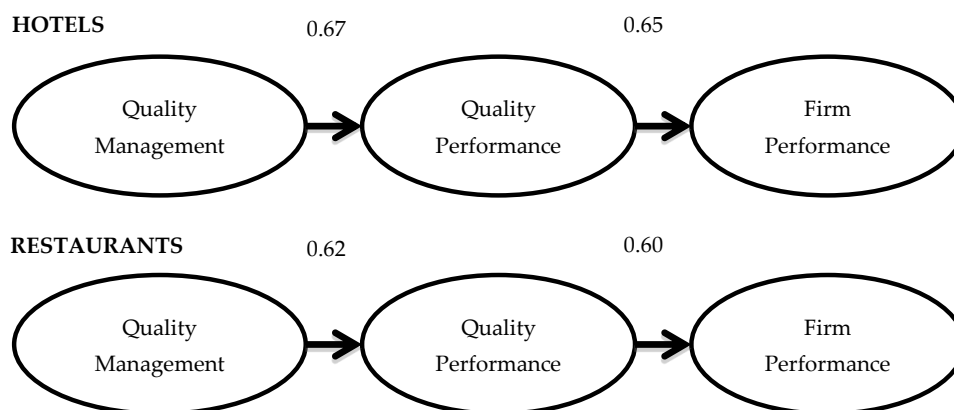 HOTELS
0.67
0.65
Quality
Management
Quality
Performance
Firm
Performance
RESTAURANTS
0.62
0.60
Quality
Management
Quality
Performance
Firm
Performance